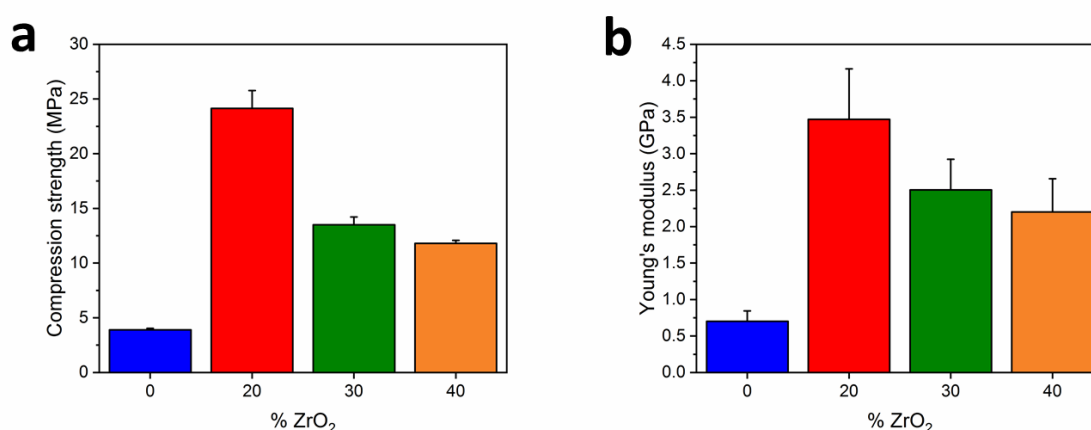 a
30
25
20
15
10
5
0
Compression strength (MPa)
0 20 30 40
% ZrO₂
b
4.5
4.0
3.5
3.0
2.5
2.0
1.5
1.0
0.5
0.0
Young's modulus (GPa)
0 20 30 40
% ZrO₂